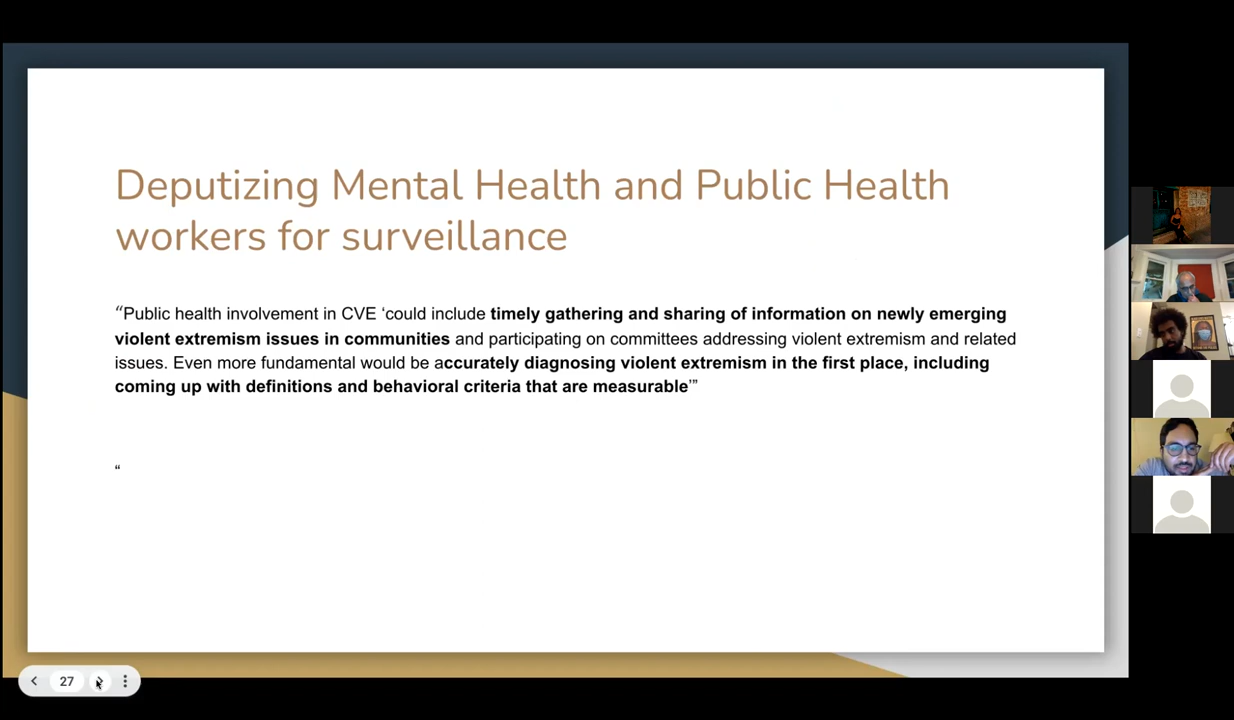 Deputizing Mental Health and Public Health
workers for surveillance
“Public health involvement in CVE ‘could include timely gathering and sharing of information on newly emerging
violent extremism issues in communities and participating on committees addressing violent extremism and related
issues. Even more fundamental would be accurately diagnosing violent extremism in the first place, including
coming up with definitions and behavioral criteria that are measurable’”
“
27